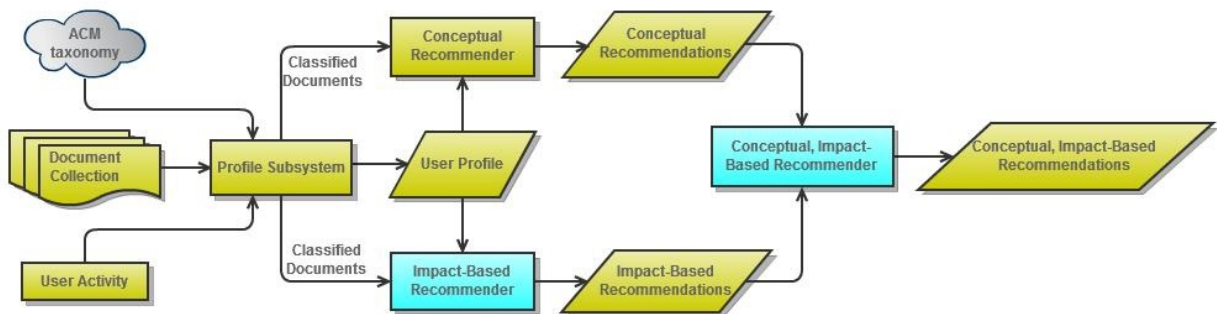 ACM
taxonomy
Document
Collection
User Activity
Profile Subsystem
Classified
Documents
Classified
Documents
Conceptual
Recommender
User Profile
Impact-Based
Recommender
Conceptual
Recommendations
Impact-Based
Recommendations
Conceptual, Impact-
Based Recommender
Conceptual, Impact-Based
Recommendations